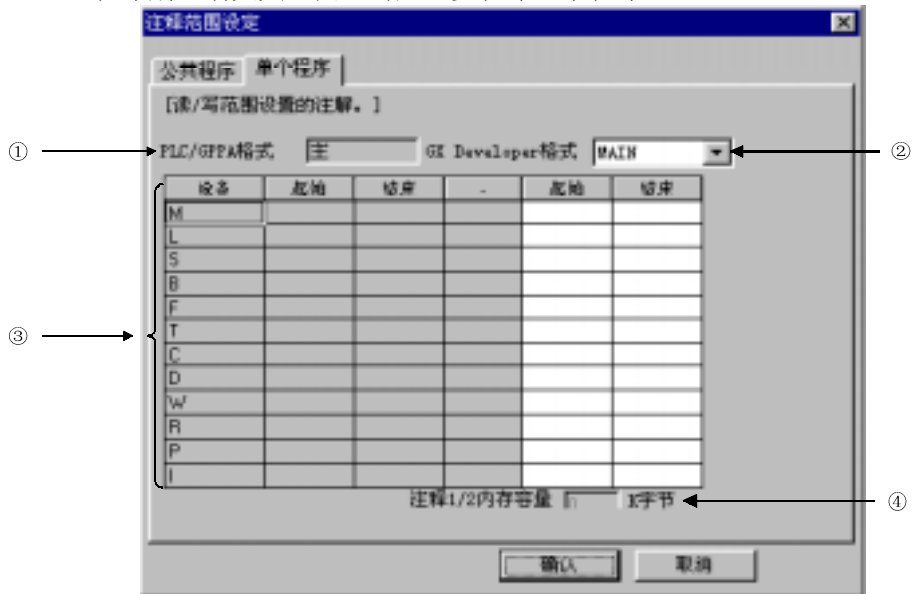 注释范围设定
公共程序 单个程序
[读/写范围设置的注解。]
① PLC/GPPA格式 主 GX Developer格式 MAIN ②
设备 起始 结束 - 起始 结束
M
L
S
B
F
③ T
C
D
W
R
P
I
注释1/2内存容量 K字节 ④
确认 取消